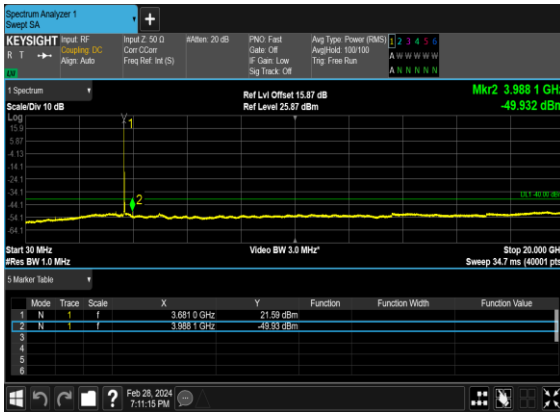 Spectrum Analyzer 1
Swept SA
+
KEYSIGHT Input: RF Input Z: 50 Ω #Atten: 20 dB PNO: Fast Avg Type: Power (RMS) 1 2 3 4 5 6
R T Coupling: DC Corr CCorr Gate: Off Avg|Hold: 100/100 A W W W W W
Align: Auto Freq Ref: Int (S) IF Gain: Low Trig: Free Run
Sig Track: Off A N N N N N
1 Spectrum
Scale/Div 10 dB
Ref Lvl Offset 15.87 dB
Ref Level 25.87 dBm
Mkr2 3.988 1 GHz
-49.932 dBm
Log
15.9
5.87
-4.13
-14.1
-24.1
-34.1
-44.1
-54.1
-64.1
1
2
DL1 -40.00 dBm
Start 30 MHz Video BW 3.0 MHz* Stop 20.000 GHz
#Res BW 1.0 MHz Sweep 34.7 ms (40001 pts)
5 Marker Table
Mode Trace Scale X Y Function Function Width Function Value
1 N 1 f 3.681 0 GHz 21.59 dBm
2 N 1 f 3.988 1 GHz -49.93 dBm
3
4
5
6
?
Feb 28, 2024
7:11:15 PM